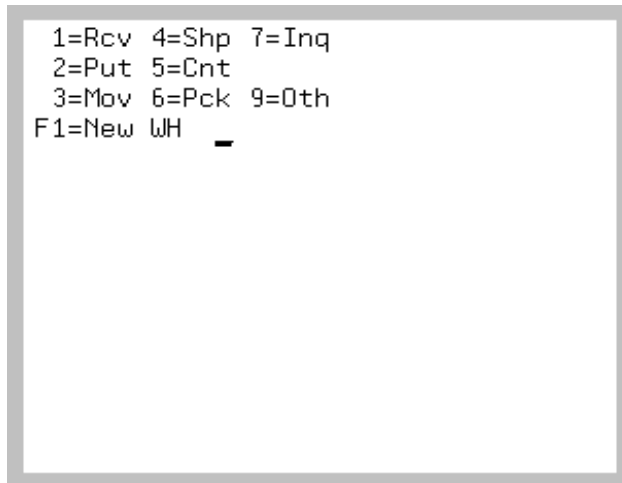 1=Rcv 4=Shp 7=Inq
2=Put 5=Cnt
3=Mov 6=Pck 9=Oth
F1=New WH _